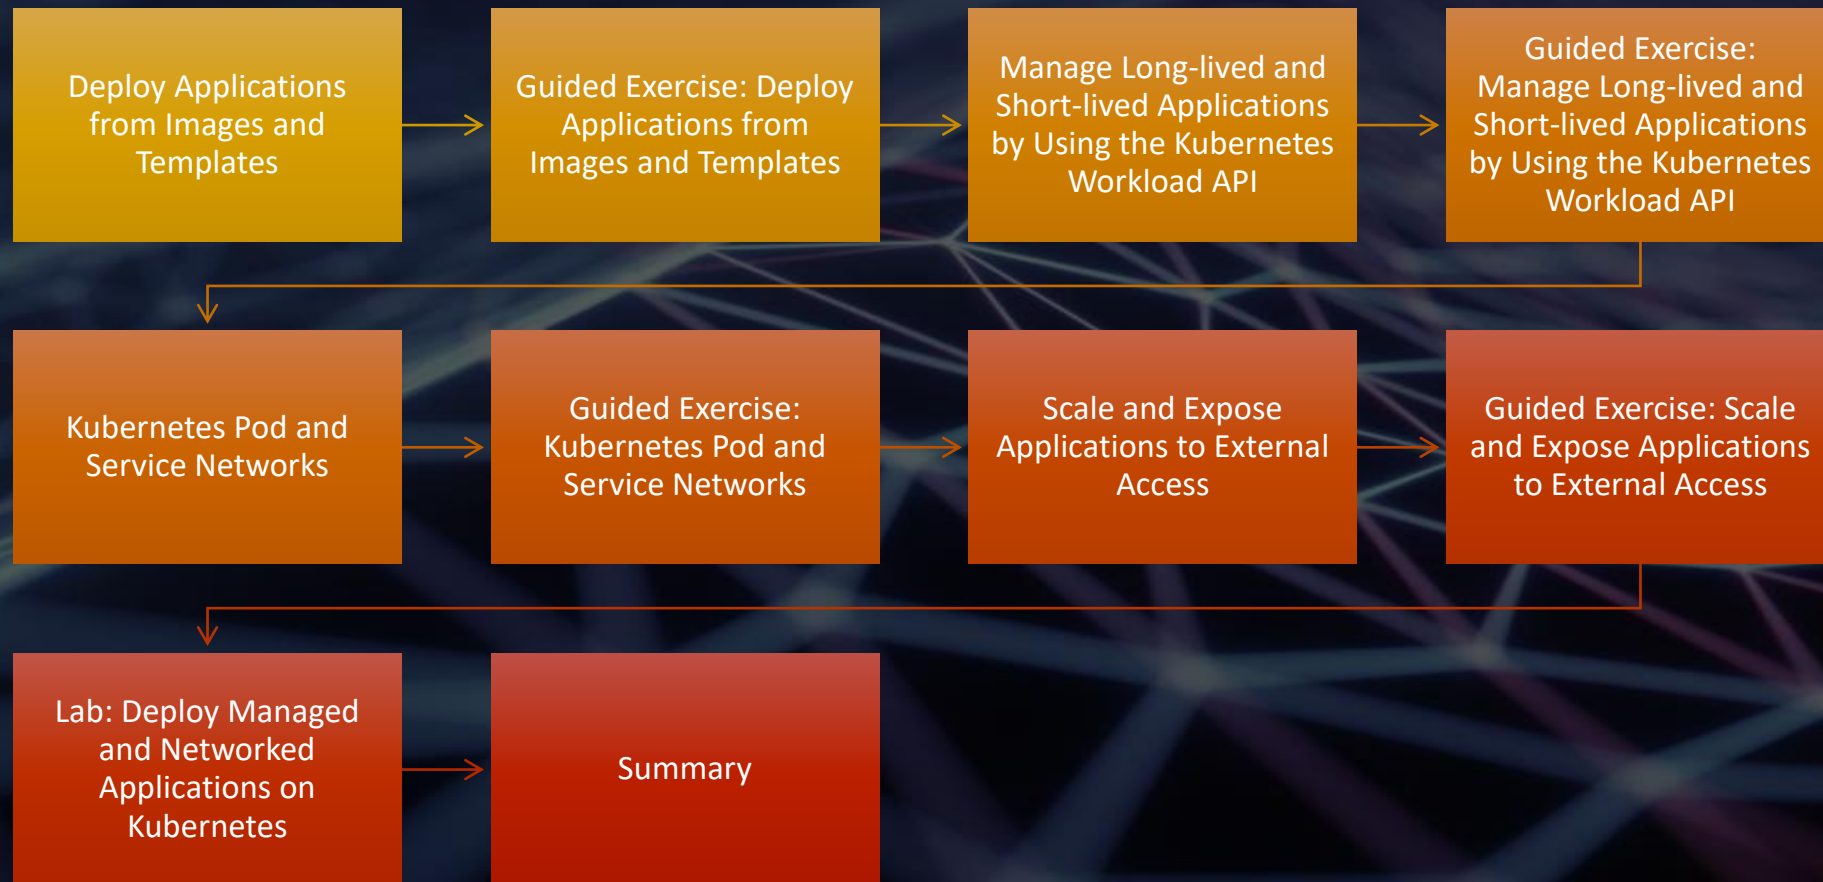 Deploy Applications
from Images and
Templates
Guided Exercise: Deploy
Applications from
Images and Templates
Manage Long-lived and
Short-lived Applications
by Using the Kubernetes
Workload API
Guided Exercise:
Manage Long-lived and
Short-lived Applications
by Using the Kubernetes
Workload API
Kubernetes Pod and
Service Networks
Guided Exercise:
Kubernetes Pod and
Service Networks
Scale and Expose
Applications to External
Access
Guided Exercise: Scale
and Expose Applications
to External Access
Lab: Deploy Managed
and Networked
Applications on
Kubernetes
Summary